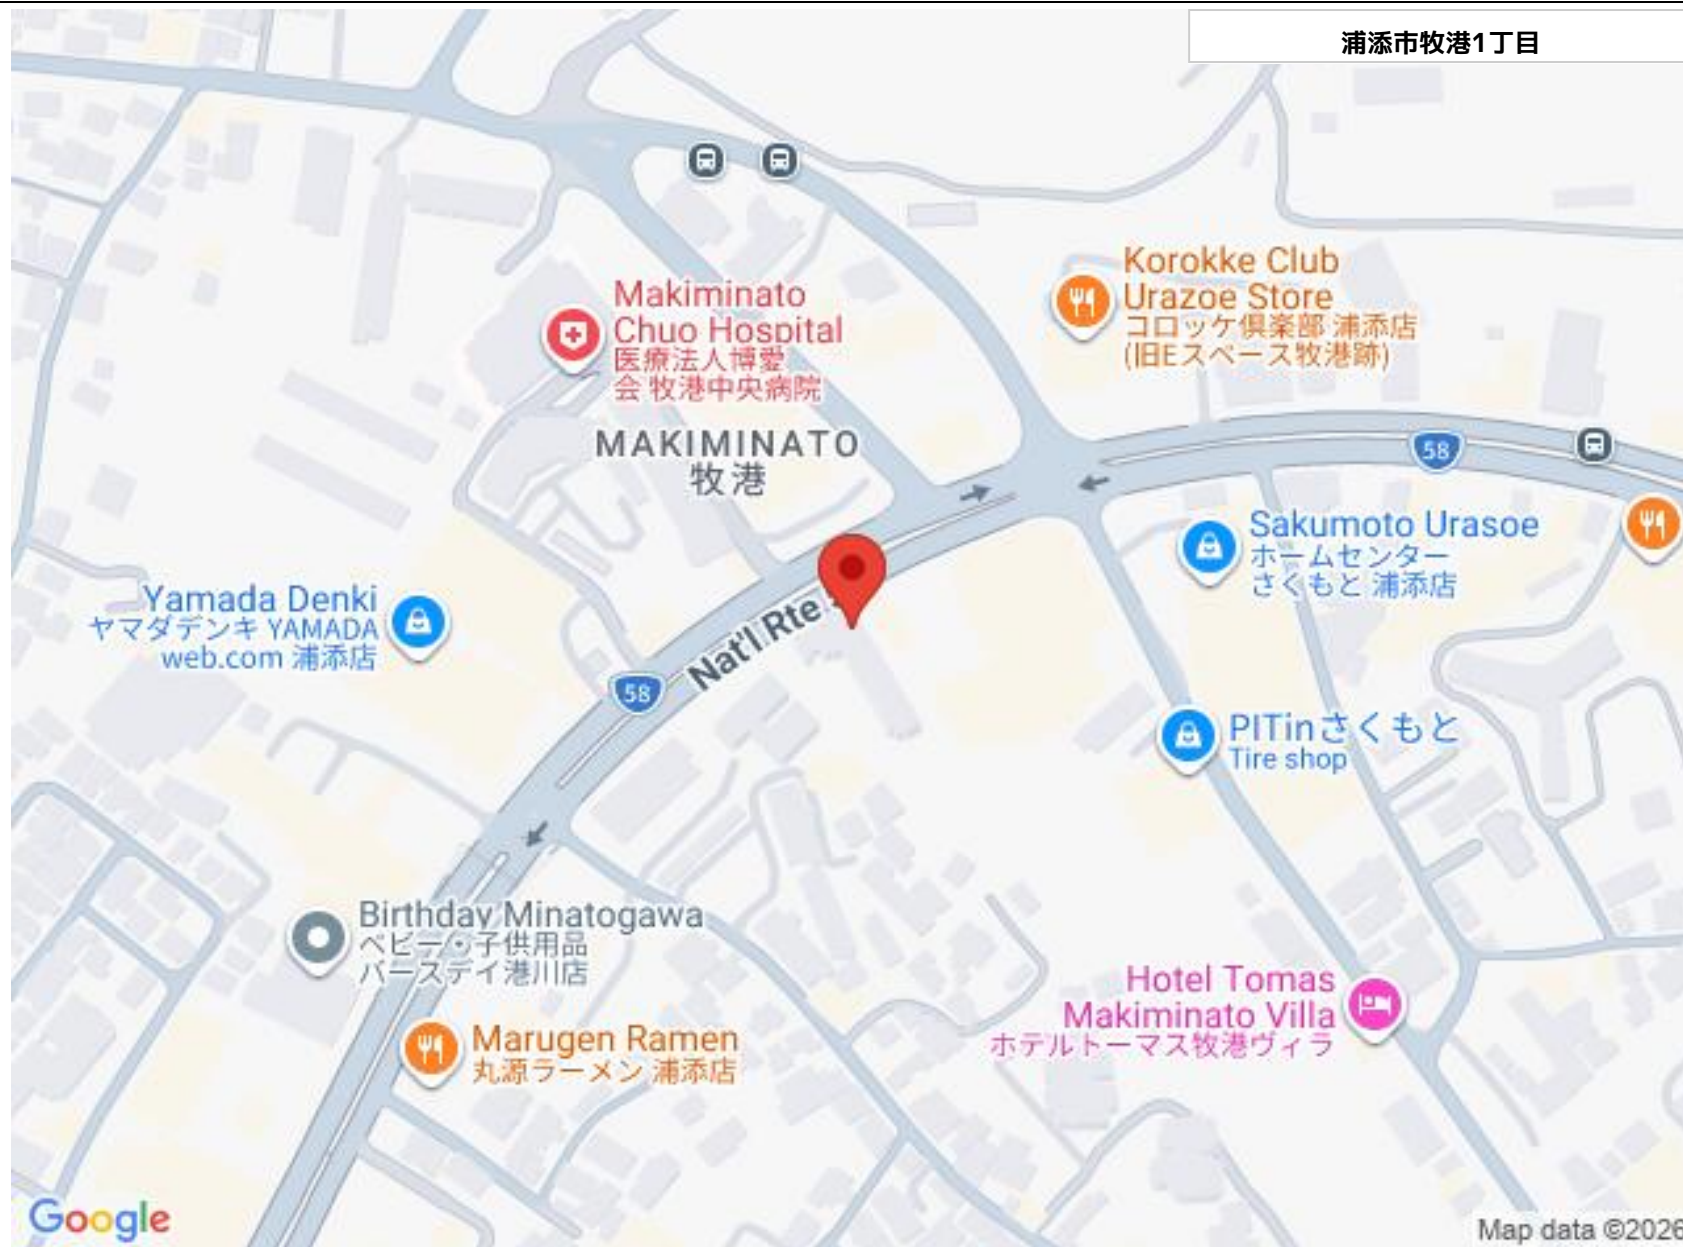 浦添市牧港1丁目
Korokke Club
Urazoe Store
コロッケ倶楽部 浦添店
(旧Eスペース牧港跡)
Makiminato
Chuo Hospital
医療法人博愛
会 牧港中央病院
MAKIMINATO
牧港
58
Sakumoto Urasoe
ホームセンター
さくもと 浦添店
Yamada Denki
ヤマダデンキ YAMADA
web.com 浦添店
Nat'l Rte
58
PITinさくもと
Tire shop
Birthday Minatogawa
ベビー・子供用品
バースデイ港川店
Hotel Tomas
Makiminato Villa
ホテルトーマス牧港ヴィラ
Marugen Ramen
丸源ラーメン 浦添店
Google
Map data ©2026